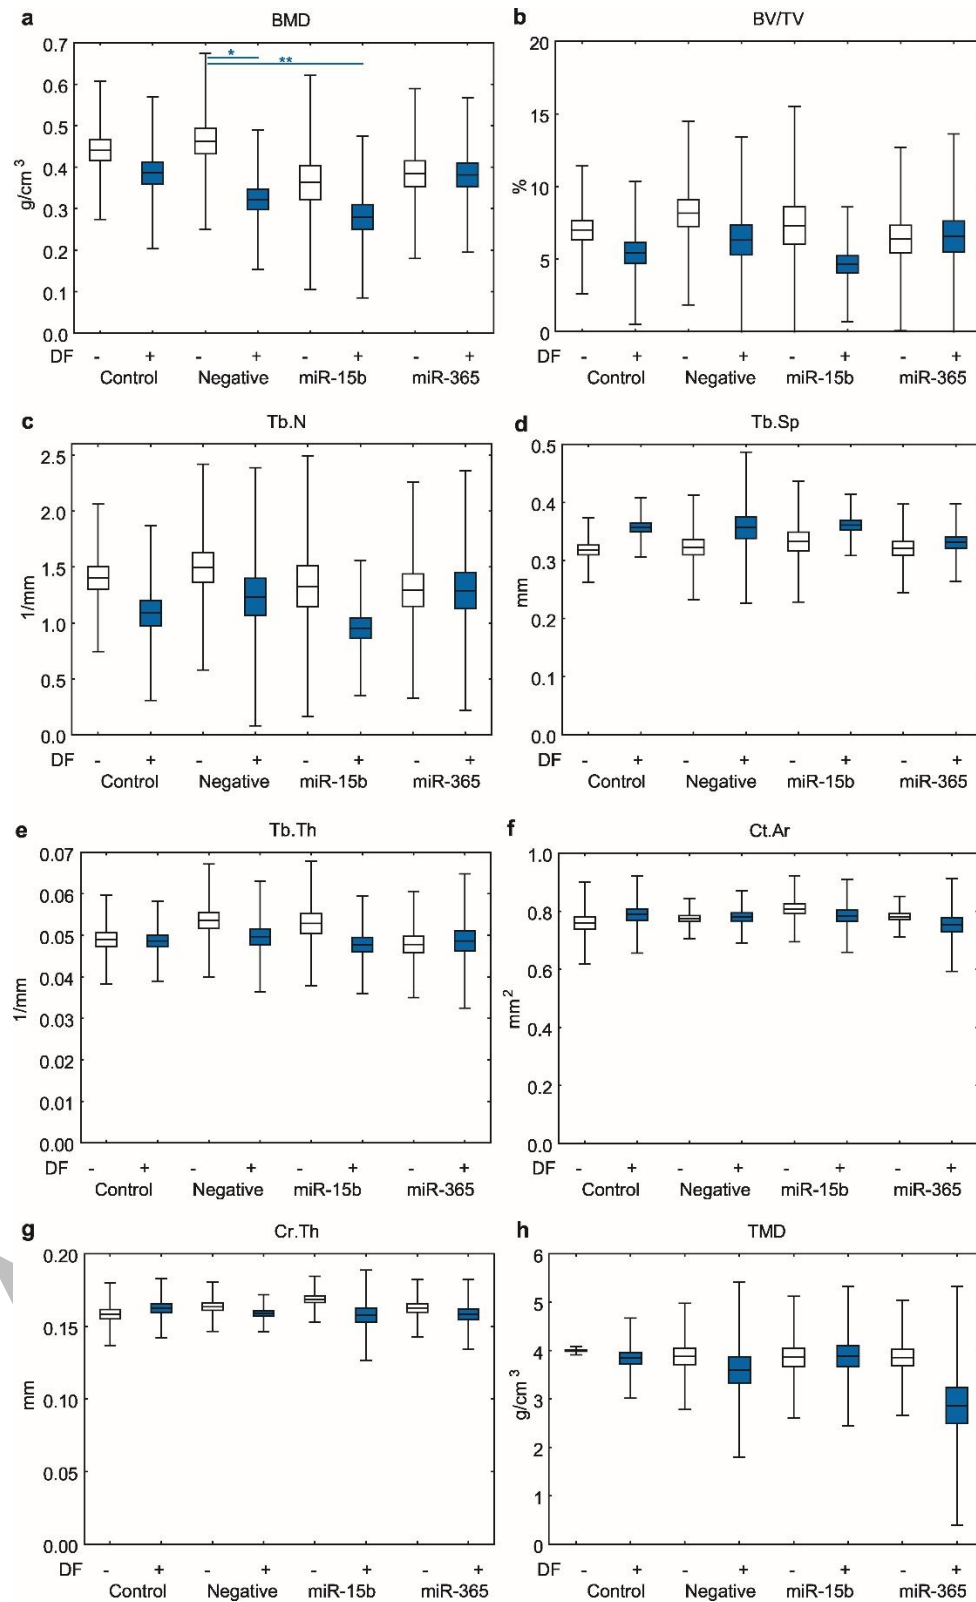 a BMD
0.7
0.6
0.5
0.4
0.3
0.2
0.1
0.0
g/cm³
* **
DF - + - + - + - +
Control Negative miR-15b miR-365
b BV/TV
20
15
10
5
0
%
DF - + - + - + - +
Control Negative miR-15b miR-365
c Tb.N
2.5
2.0
1.5
1.0
0.5
0.0
1/mm
DF - + - + - + - +
Control Negative miR-15b miR-365
d Tb.Sp
0.5
0.4
0.3
0.2
0.1
0.0
mm
DF - + - + - + - +
Control Negative miR-15b miR-365
e Tb.Th
0.07
0.06
0.05
0.04
0.03
0.02
0.01
0.00
1/mm
DF - + - + - + - +
Control Negative miR-15b miR-365
f Ct.Ar
1.0
0.8
0.6
0.4
0.2
0.0
mm²
DF - + - + - + - +
Control Negative miR-15b miR-365
g Cr.Th
0.20
0.15
0.10
0.05
0.00
mm
DF - + - + - + - +
Control Negative miR-15b miR-365
h TMD
6
5
4
3
4
2
1
0
g/cm³
DF - + - + - + - +
Control Negative miR-15b miR-365